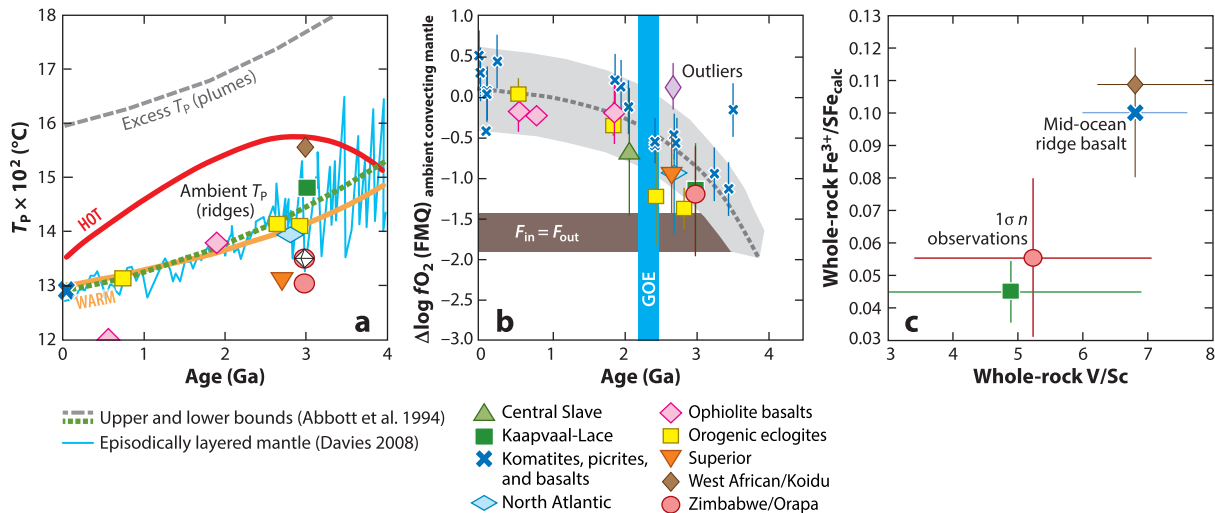 18
17
16
15
14
13
12
T_P × 10² (°C)
Excess T_P (plumes)
HOT
Ambient T_P
(ridges)
WARM
a
0
1
2
3
4
Age (Ga)
1.0
0.5
0.0
–0.5
–1.0
–1.5
–2.0
–2.5
–3.0
Δlog fO₂ (FMQ) ambient convecting mantle
Outliers
F_in = F_out
GOE
b
0
1
2
3
4
Age (Ga)
0.13
0.12
0.11
0.10
0.09
0.08
0.07
0.06
0.05
0.04
0.03
Whole-rock Fe³⁺/SFe_calc
Mid-ocean
ridge basalt
1σ n
observations
c
3
4
5
6
7
8
Whole-rock V/Sc
Upper and lower bounds (Abbott et al. 1994)
Episodically layered mantle (Davies 2008)
Central Slave
Kaapvaal-Lace
Komatites, picrites,
and basalts
North Atlantic
Ophiolite basalts
Orogenic eclogites
Superior
West African/Koidu
Zimbabwe/Orapa